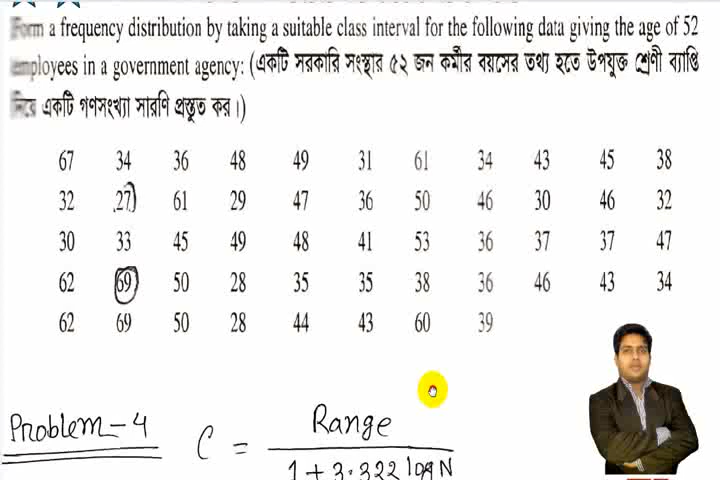 Form a frequency distribution by taking a suitable class interval for the following data giving the age of 52
employees in a government agency: (একটি সরকারি সংস্থার ৫২ জন কর্মীর বয়সের তথ্য হতে উপযুক্ত শ্রেণী ব্যাপ্তি
নিয়ে একটি গণসংখ্যা সারণি প্রস্তুত কর।)
67 34 36 48 49 31 61 34 43 45 38
32 27 61 29 47 36 50 46 30 46 32
30 33 45 49 48 41 53 36 37 37 47
62 69 50 28 35 35 38 36 46 43 34
62 69 50 28 44 43 60 39
Problem-4 C = Range
1 + 3.322 log N